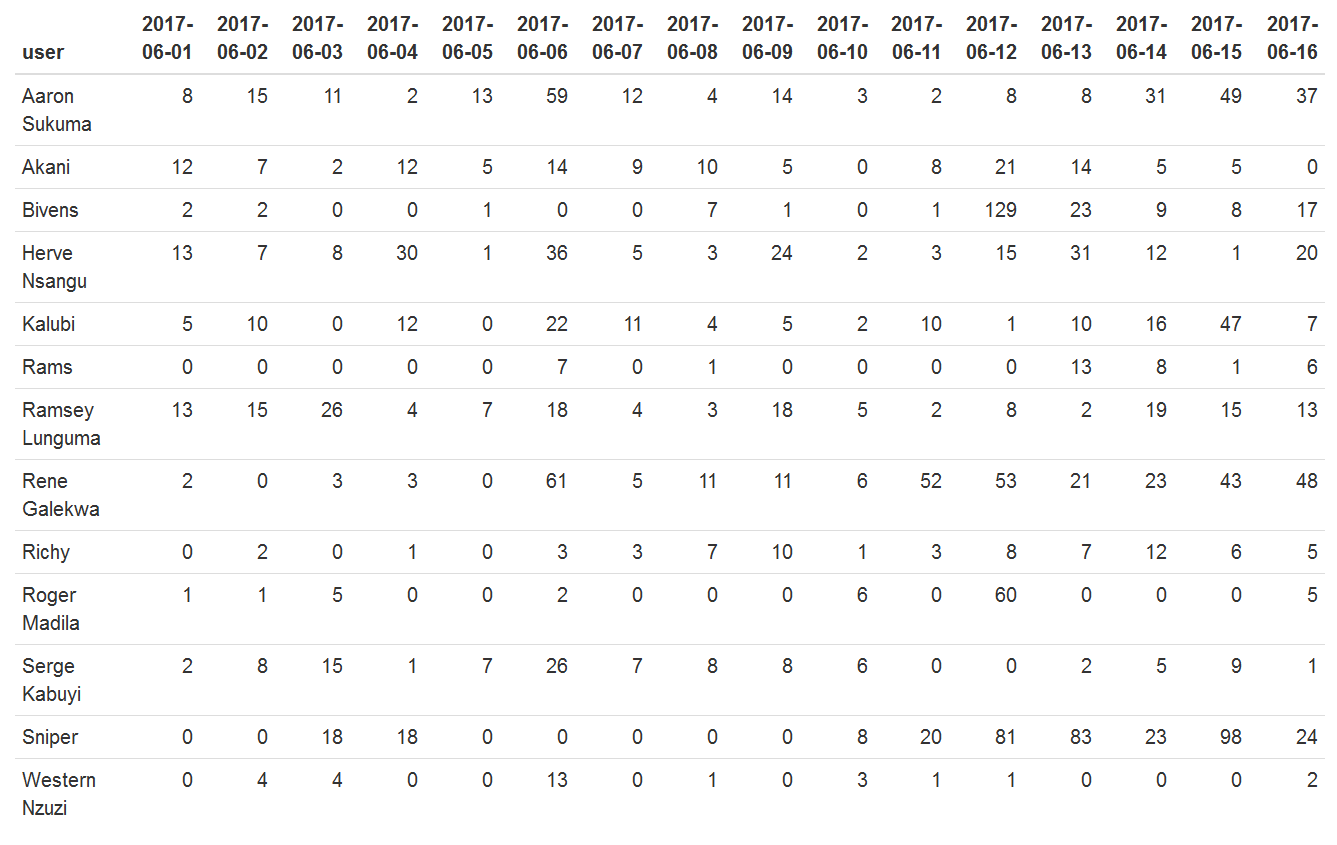 user 2017-06-01 2017-06-02 2017-06-03 2017-06-04 2017-06-05 2017-06-06 2017-06-07 2017-06-08 2017-06-09 2017-06-10 2017-06-11 2017-06-12 2017-06-13 2017-06-14 2017-06-15 2017-06-16
Aaron Sukuma 8 15 11 2 13 59 12 4 14 3 2 8 8 31 49 37
Akani 12 7 2 12 5 14 9 10 5 0 8 21 14 5 5 0
Bivens 2 2 0 0 1 0 0 7 1 0 1 129 23 9 8 17
Herve Nsangu 13 7 8 30 1 36 5 3 24 2 3 15 31 12 1 20
Kalubi 5 10 0 12 0 22 11 4 5 2 10 1 10 16 47 7
Rams 0 0 0 0 0 7 0 1 0 0 0 0 13 8 1 6
Ramsey Lunguma 13 15 26 4 7 18 4 3 18 5 2 8 2 19 15 13
Rene Galekwa 2 0 3 3 0 61 5 11 11 6 52 53 21 23 43 48
Richy 0 2 0 1 0 3 3 7 10 1 3 8 7 12 6 5
Roger Madila 1 1 5 0 0 2 0 0 0 6 0 60 0 0 0 5
Serge Kabuyi 2 8 15 1 7 26 7 8 8 6 0 0 2 5 9 1
Sniper 0 0 18 18 0 0 0 0 0 8 20 81 83 23 98 24
Western Nzuzi 0 4 4 0 0 13 0 1 0 3 1 1 0 0 0 2